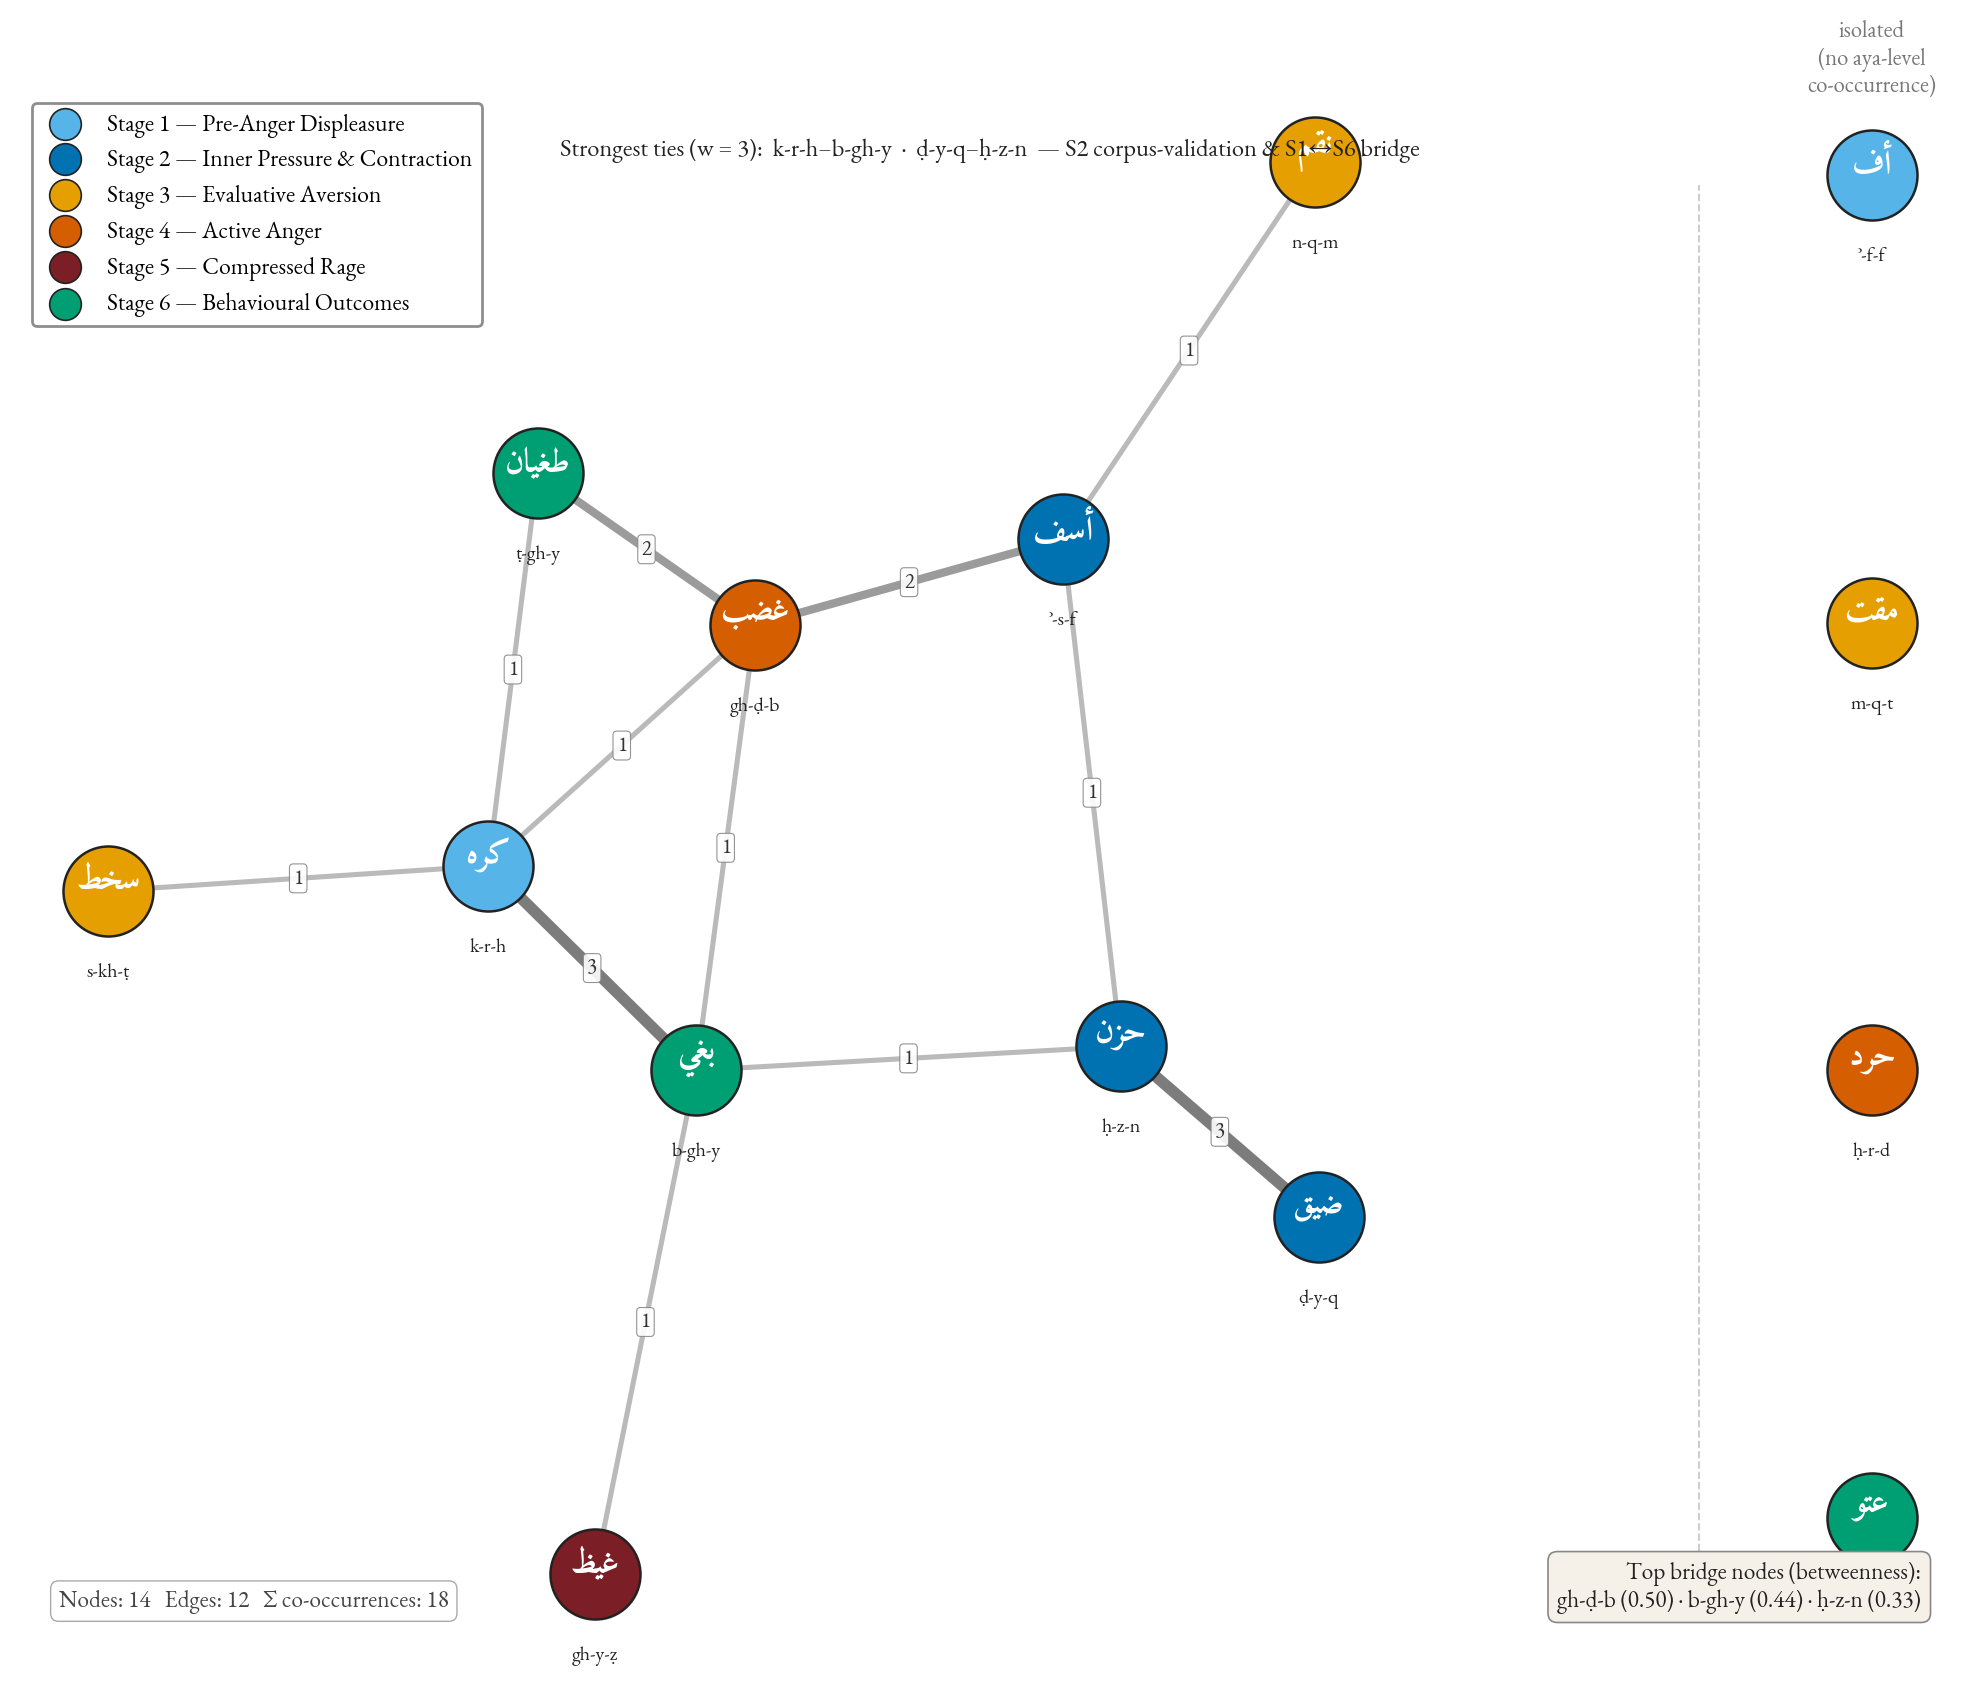 isolated
(no aya-level
co-occurrence)
Stage 1 — Pre-Anger Displeasure
Stage 2 — Inner Pressure & Contraction
Stage 3 — Evaluative Aversion
Stage 4 — Active Anger
Stage 5 — Compressed Rage
Stage 6 — Behavioural Outcomes
Strongest ties (w = 3): k-r-h–b-gh-y · ḍ-y-q–ḥ-z-n — S2 corpus-validation & S1↔S6 bridge
نقم
n-q-m
أف
ʾ-f-f
1
طغيان
ṭ-gh-y
2
أسف
ʾ-s-f
2
غضب
gh-ḍ-b
مقت
m-q-t
1
1
1
1
كره
k-r-h
سخط
s-kh-ṭ
1
3
حزن
ḥ-z-n
بغي
b-gh-y
1
حرد
ḥ-r-d
3
ضيق
ḍ-y-q
1
غيظ
gh-y-ẓ
عتو
Nodes: 14 Edges: 12 Σ co-occurrences: 18
Top bridge nodes (betweenness):
gh-ḍ-b (0.50) · b-gh-y (0.44) · ḥ-z-n (0.33)